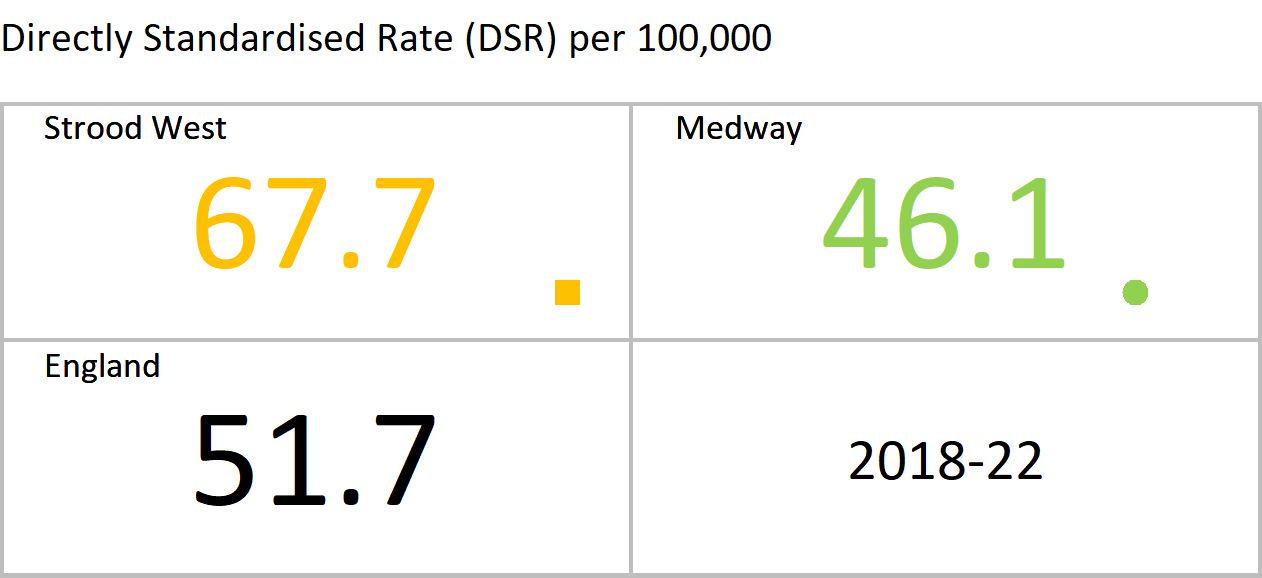 Directly Standardised Rate (DSR) per 100,000
Strood West
67.7
Medway
46.1
England
51.7
2018-22